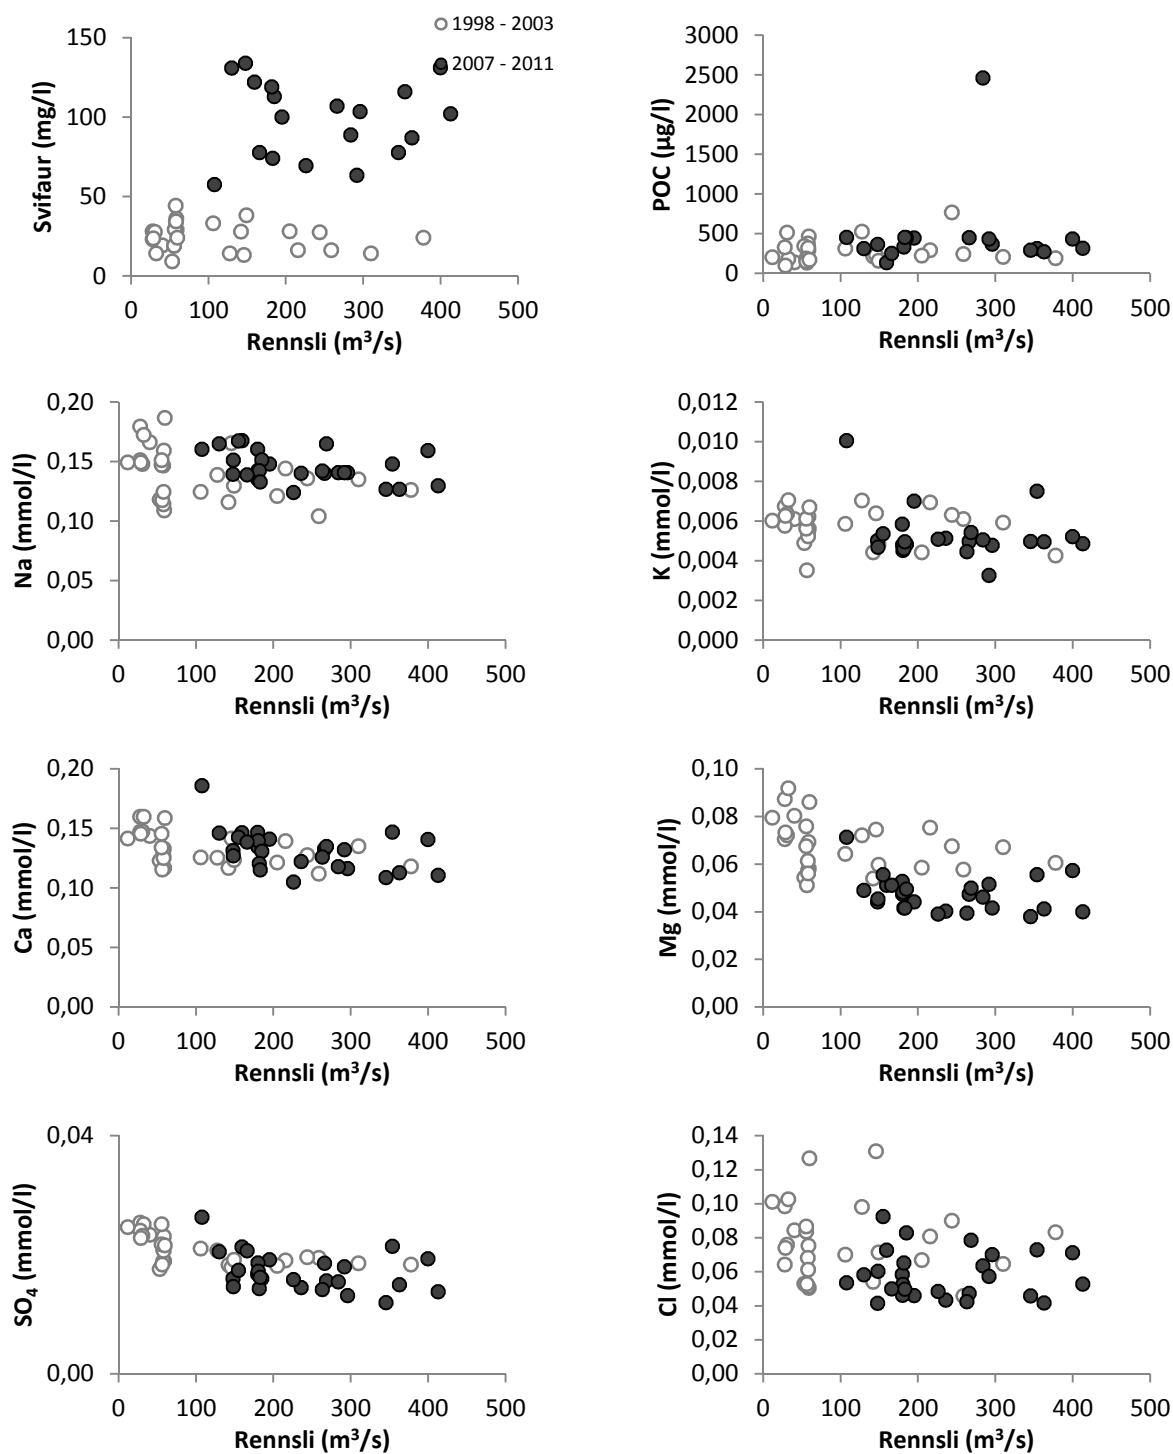 1998 - 2003
2007 - 2011
Svifaur (mg/l)
150
100
50
0
0 100 200 300 400 500
Rennsli (m³/s)
POC (µg/l)
3000
2500
2000
1500
1000
500
0
0 100 200 300 400 500
Rennsli (m³/s)
Na (mmol/l)
0,20
0,15
0,10
0,05
0,00
0 100 200 300 400 500
Rennsli (m³/s)
K (mmol/l)
0,012
0,010
0,008
0,006
0,004
0,002
0,000
0 100 200 300 400 500
Rennsli (m³/s)
Ca (mmol/l)
0,20
0,15
0,10
0,05
0,00
0 100 200 300 400 500
Rennsli (m³/s)
Mg (mmol/l)
0,10
0,08
0,06
0,04
0,02
0,00
0 100 200 300 400 500
Rennsli (m³/s)
SO₄ (mmol/l)
0,04
0,00
0 100 200 300 400 500
Rennsli (m³/s)
Cl (mmol/l)
0,14
0,12
0,10
0,08
0,06
0,04
0,02
0,00
0 100 200 300 400 500
Rennsli (m³/s)